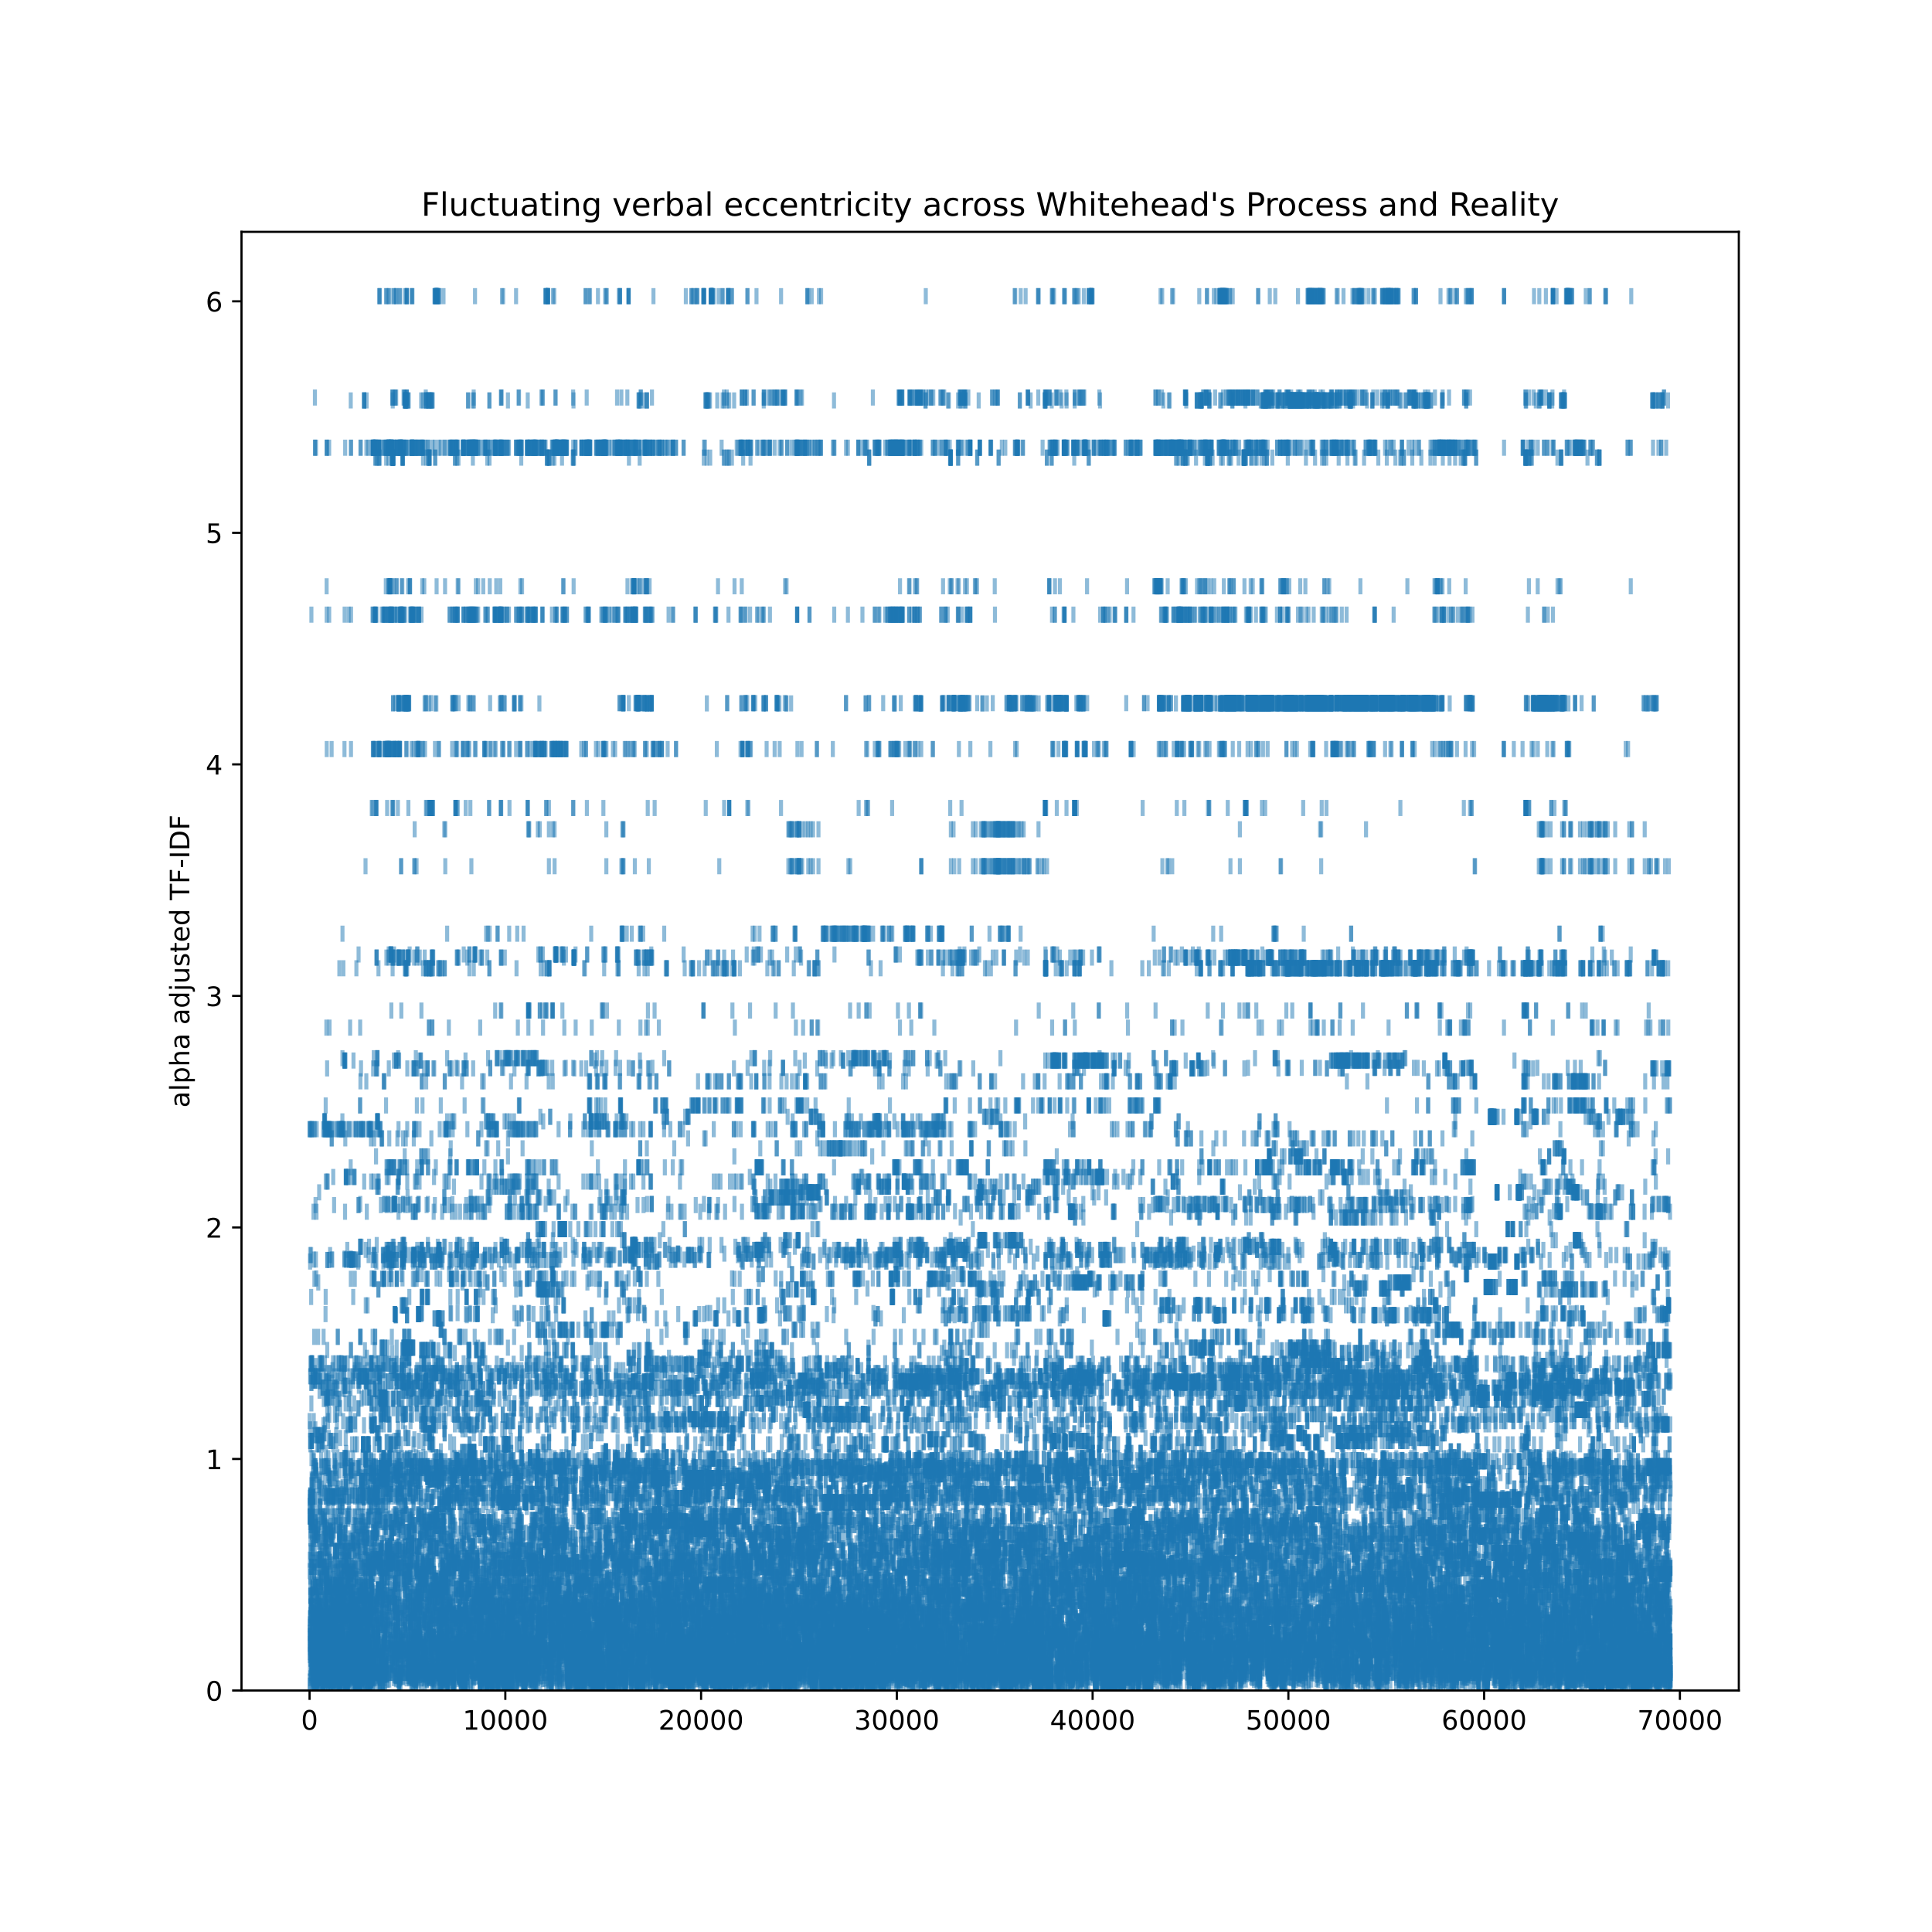 Fluctuating verbal eccentricity across Whitehead's Process and Reality
6
5
4
3
2
1
0
alpha adjusted TF-IDF
0 10000 20000 30000 40000 50000 60000 70000